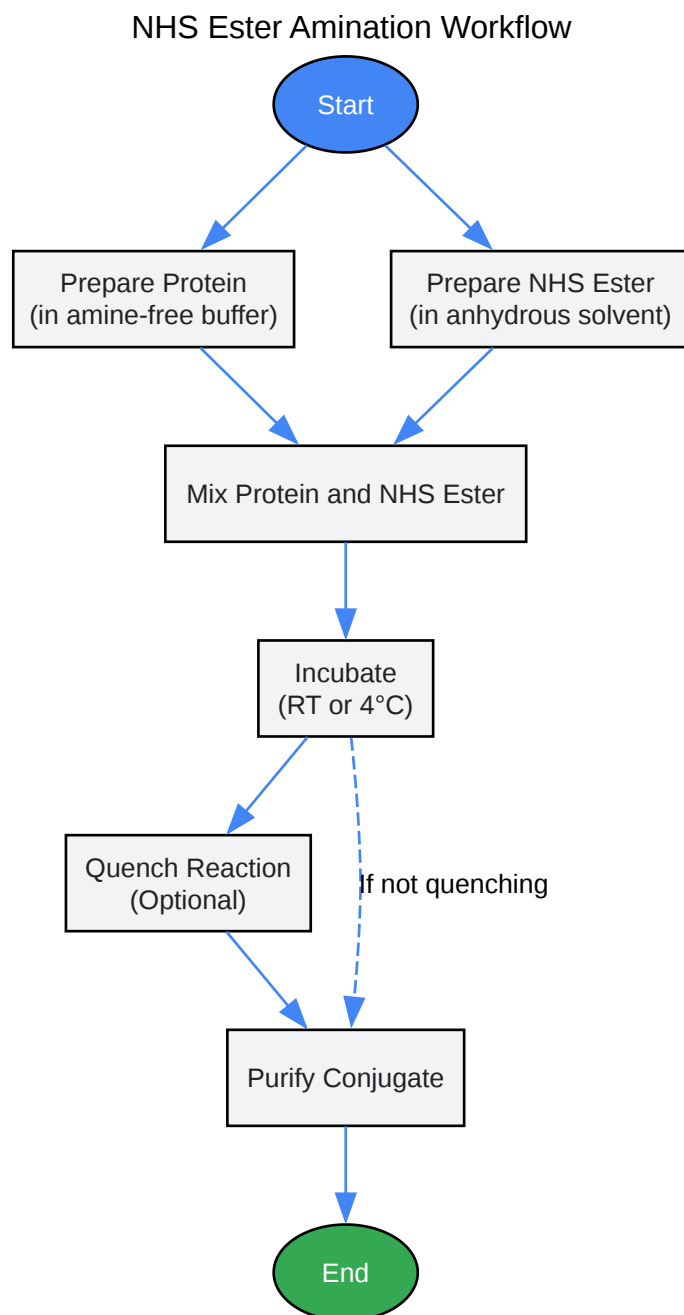 NHS Ester Amination Workflow
Start
Prepare Protein
(in amine-free buffer)
Prepare NHS Ester
(in anhydrous solvent)
Mix Protein and NHS Ester
Incubate
(RT or 4°C)
Quench Reaction
(Optional)
If not quenching
Purify Conjugate
End